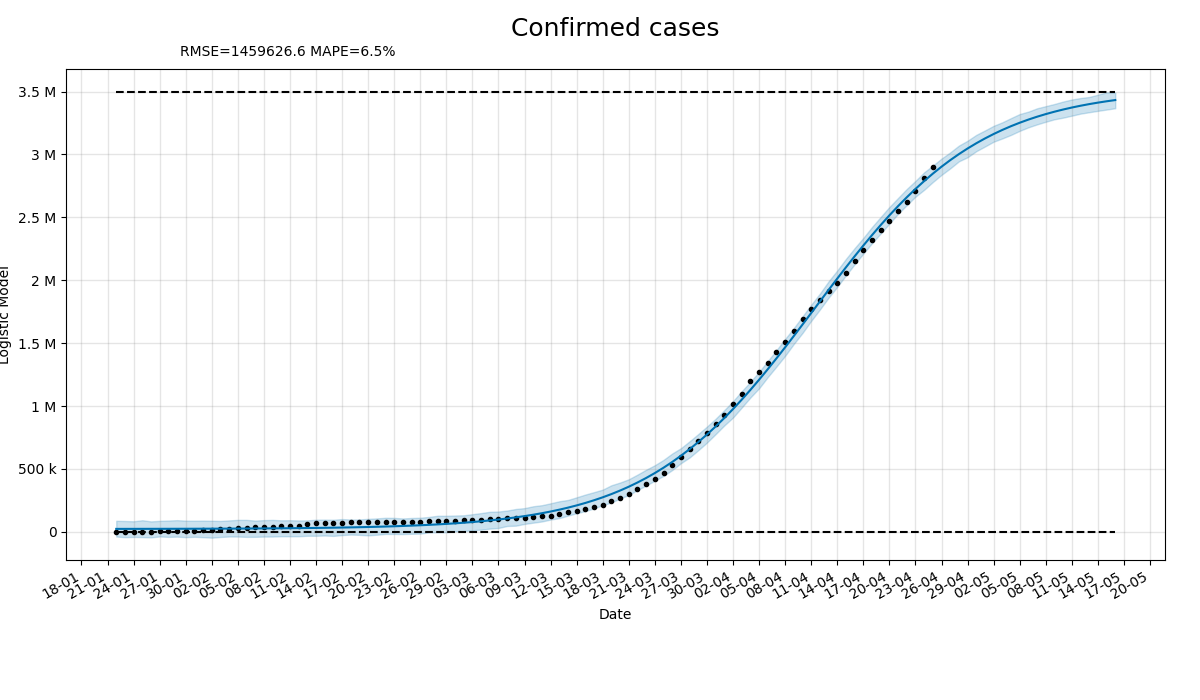 Confirmed cases
RMSE=1459626.6 MAPE=6.5%
3.5 M
3 M
2.5 M
2 M
1.5 M
1 M
500 k
0
Logistic Model
18-01 21-01 24-01 27-01 30-01 02-02 05-02 08-02 11-02 14-02 17-02 20-02 23-02 26-02 29-02 03-03 06-03 09-03 12-03 15-03 18-03 21-03 24-03 27-03 30-03 02-04 05-04 08-04 11-04 14-04 17-04 20-04 23-04 26-04 29-04 02-05 05-05 08-05 11-05 14-05 17-05 20-05
Date